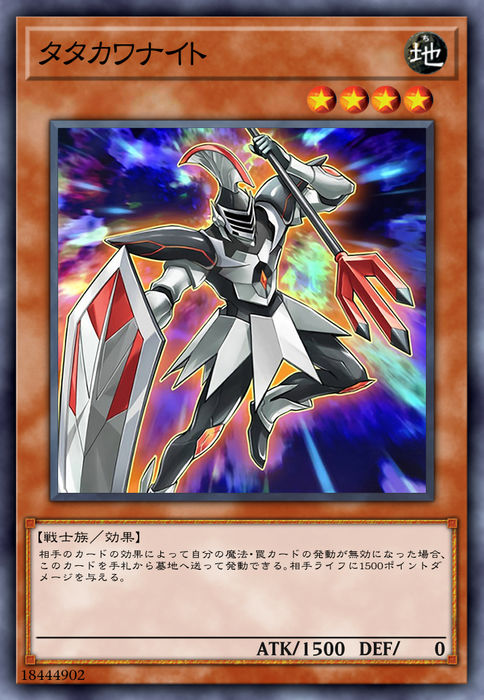 タタカワナイト
ち
地
【戦士族／効果】
相手のカードの効果によって自分の魔法・罠カードの発動が無効になった場合、
このカードを手札から墓地へ送って発動できる。相手ライフに1500ポイントダ
メージを与える。
ATK/1500 DEF/ 0
18444902